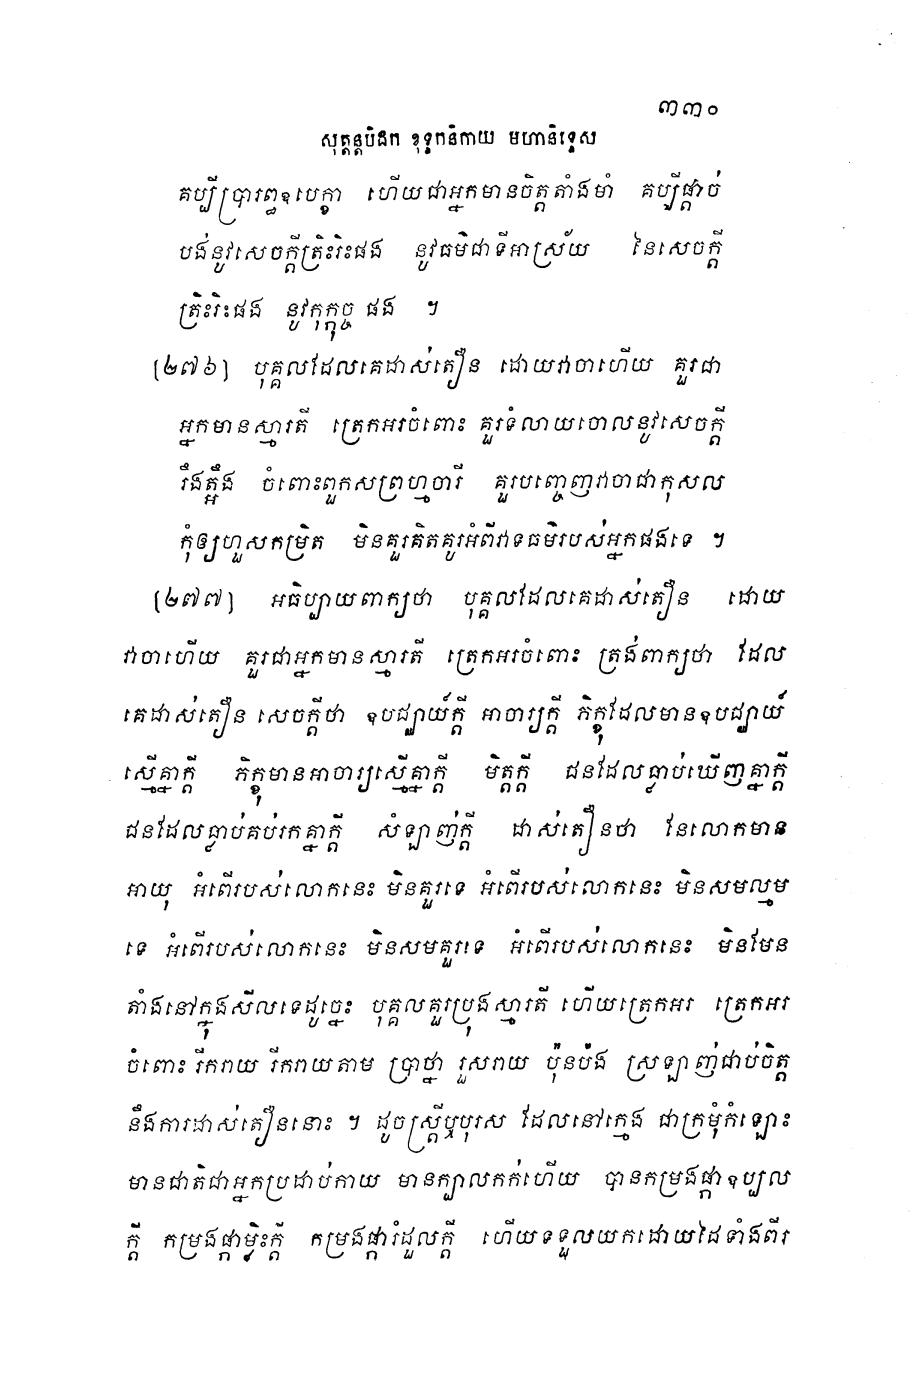 ៣៣០
សុត្តន្តបិដក ខុទ្ទកនិកាយ មហានិទ្ទេស
គប្បីប្រារព្ធឧបេក្ខា ហើយជាអ្នកមានចិត្តតាំងមាំ គប្បីផ្តាច់
បង់នូវសេចក្តីត្រិះរិះផង នូវធម៌ជាទីអាស្រ័យ នៃសេចក្តី
ត្រិះរិះផង នូវកុក្កុច្ច ផង ។
[២៧៦] បុគ្គលដែលគេដាស់តឿន ដោយវាចាហើយ គួរជា
អ្នកមានស្មារតី ត្រេកអរចំពោះ គួរទំលាយចោលនូវសេចក្តី
រឹងត្អឹង ចំពោះពួកសព្រហ្មចារី គួរបញ្ចេញវាចាជាកុសល
កុំឲ្យហួសកម្រិត មិនគួរគិតគូរអំពីវាទធម៌របស់អ្នកផងទេ ។
[២៧៧] អធិប្បាយពាក្យថា បុគ្គលដែលគេដាស់តឿន ដោយ
វាចាហើយ គួរជាអ្នកមានស្មារតី ត្រេកអរចំពោះ ត្រង់ពាក្យថា ដែល
គេដាស់តឿន សេចក្តីថា ឧបជ្ឈាយ៍ក្តី អាចារ្យក្តី ភិក្ខុដែលមានឧបជ្ឈាយ៍
ស្មើគ្នាក្តី ភិក្ខុមានអាចារ្យស្មើគ្នាក្តី មិត្តក្តី ជនដែលធ្លាប់ឃើញគ្នាក្តី
ជនដែលធ្លាប់គប់រកគ្នាក្តី សំឡាញ់ក្តី ដាស់តឿនថា នែលោកមាន
អាយុ អំពើរបស់លោកនេះ មិនគួរទេ អំពើរបស់លោកនេះ មិនសមល្មម
ទេ អំពើរបស់លោកនេះ មិនសមគួរទេ អំពើរបស់លោកនេះ មិនមែន
តាំងនៅក្នុងសីលទេដូច្នេះ បុគ្គលគួរប្រុងស្មារតី ហើយត្រេកអរ ត្រេកអរ
ចំពោះ រីករាយ រីករាយតាម ប្រាថ្នា រួសរាយ ប៉ុនប៉ង ស្រឡាញ់ជាប់ចិត្ត
នឹងការដាស់តឿននោះ ។ ដូចស្រ្តីឬបុរស ដែលនៅក្មេង ជាក្រមុំកំឡោះ
មានជាតិជាអ្នកប្រដាប់កាយ មានក្បាលកក់ហើយ បានកម្រងផ្កាឧប្បល
ក្តី កម្រងផ្កាម្លិះក្តី កម្រងផ្ការំដួលក្តី ហើយទទួលយកដោយដៃទាំងពីរ